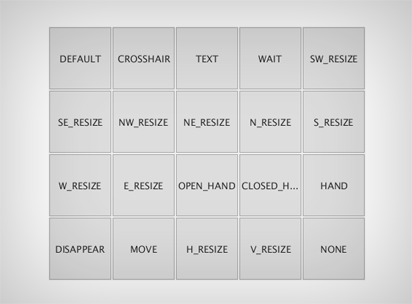 DEFAULT CROSSHAIR TEXT WAIT SW_RESIZE
SE_RESIZE NW_RESIZE NE_RESIZE N_RESIZE S_RESIZE
W_RESIZE E_RESIZE OPEN_HAND CLOSED_H... HAND
DISAPPEAR MOVE H_RESIZE V_RESIZE NONE